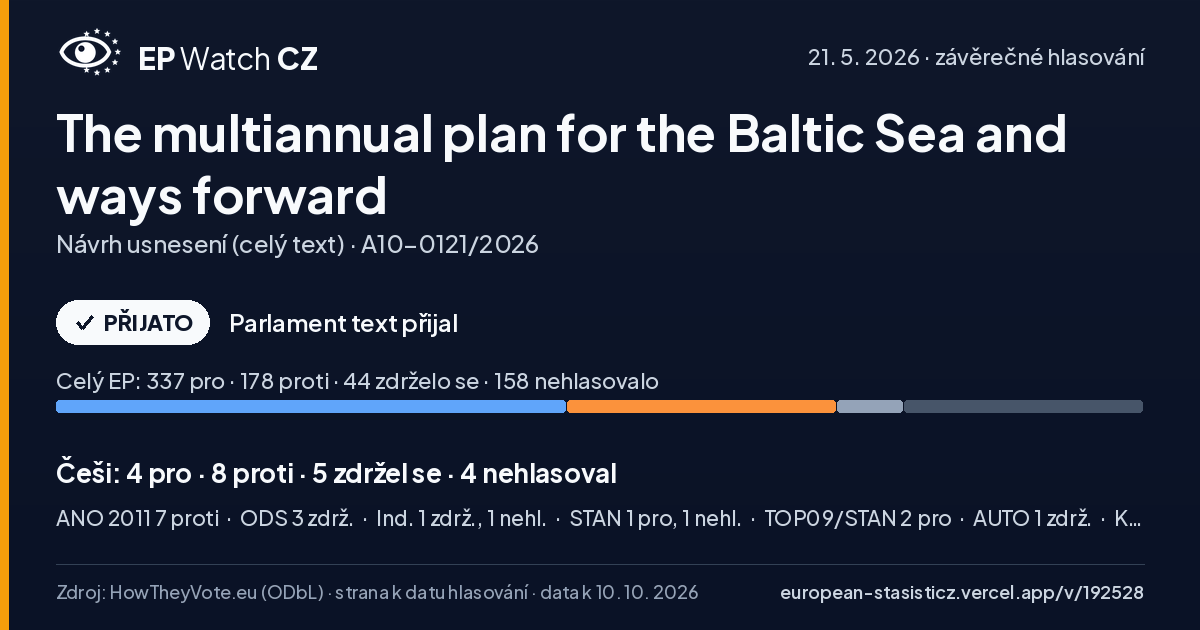 EP Watch CZ
21. 5. 2026 · závěrečné hlasování
The multiannual plan for the Baltic Sea and
ways forward
Návrh usnesení (celý text) · A10-0121/2026
✓ PŘIJATO Parlament text přijal
Celý EP: 337 pro · 178 proti · 44 zdrželo se · 158 nehlasovalo
Češi: 4 pro · 8 proti · 5 zdržel se · 4 nehlasoval
ANO 2011 7 proti · ODS 3 zdrž. · Ind. 1 zdrž., 1 nehl. · STAN 1 pro, 1 nehl. · TOP09/STAN 2 pro · AUTO 1 zdrž. · K…
Zdroj: HowTheyVote.eu (ODbL) · strana k datu hlasování · data k 10. 10. 2026
european-stasisticz.vercel.app/v/192528